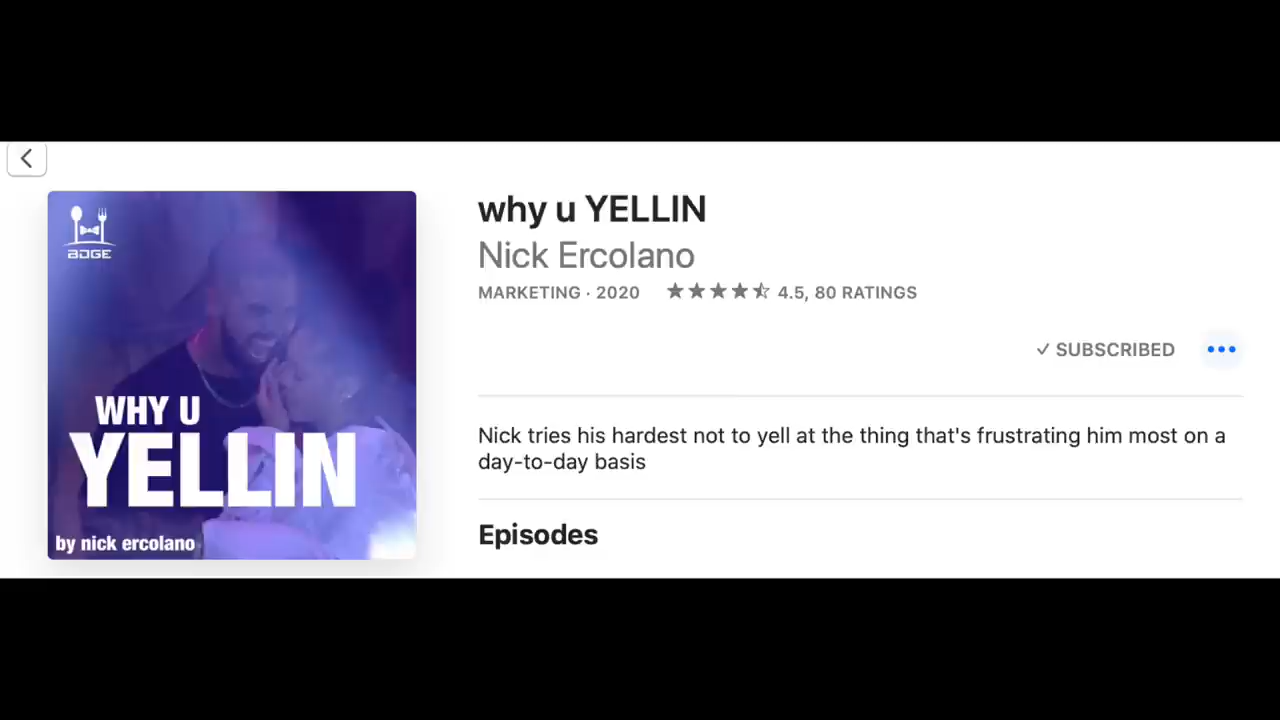 BDGE
WHY U
YELLIN
by nick ercolano
why u YELLIN
Nick Ercolano
MARKETING · 2020 ★★★★⯪ 4.5, 80 RATINGS
✓ SUBSCRIBED
Nick tries his hardest not to yell at the thing that's frustrating him most on a
day-to-day basis
Episodes